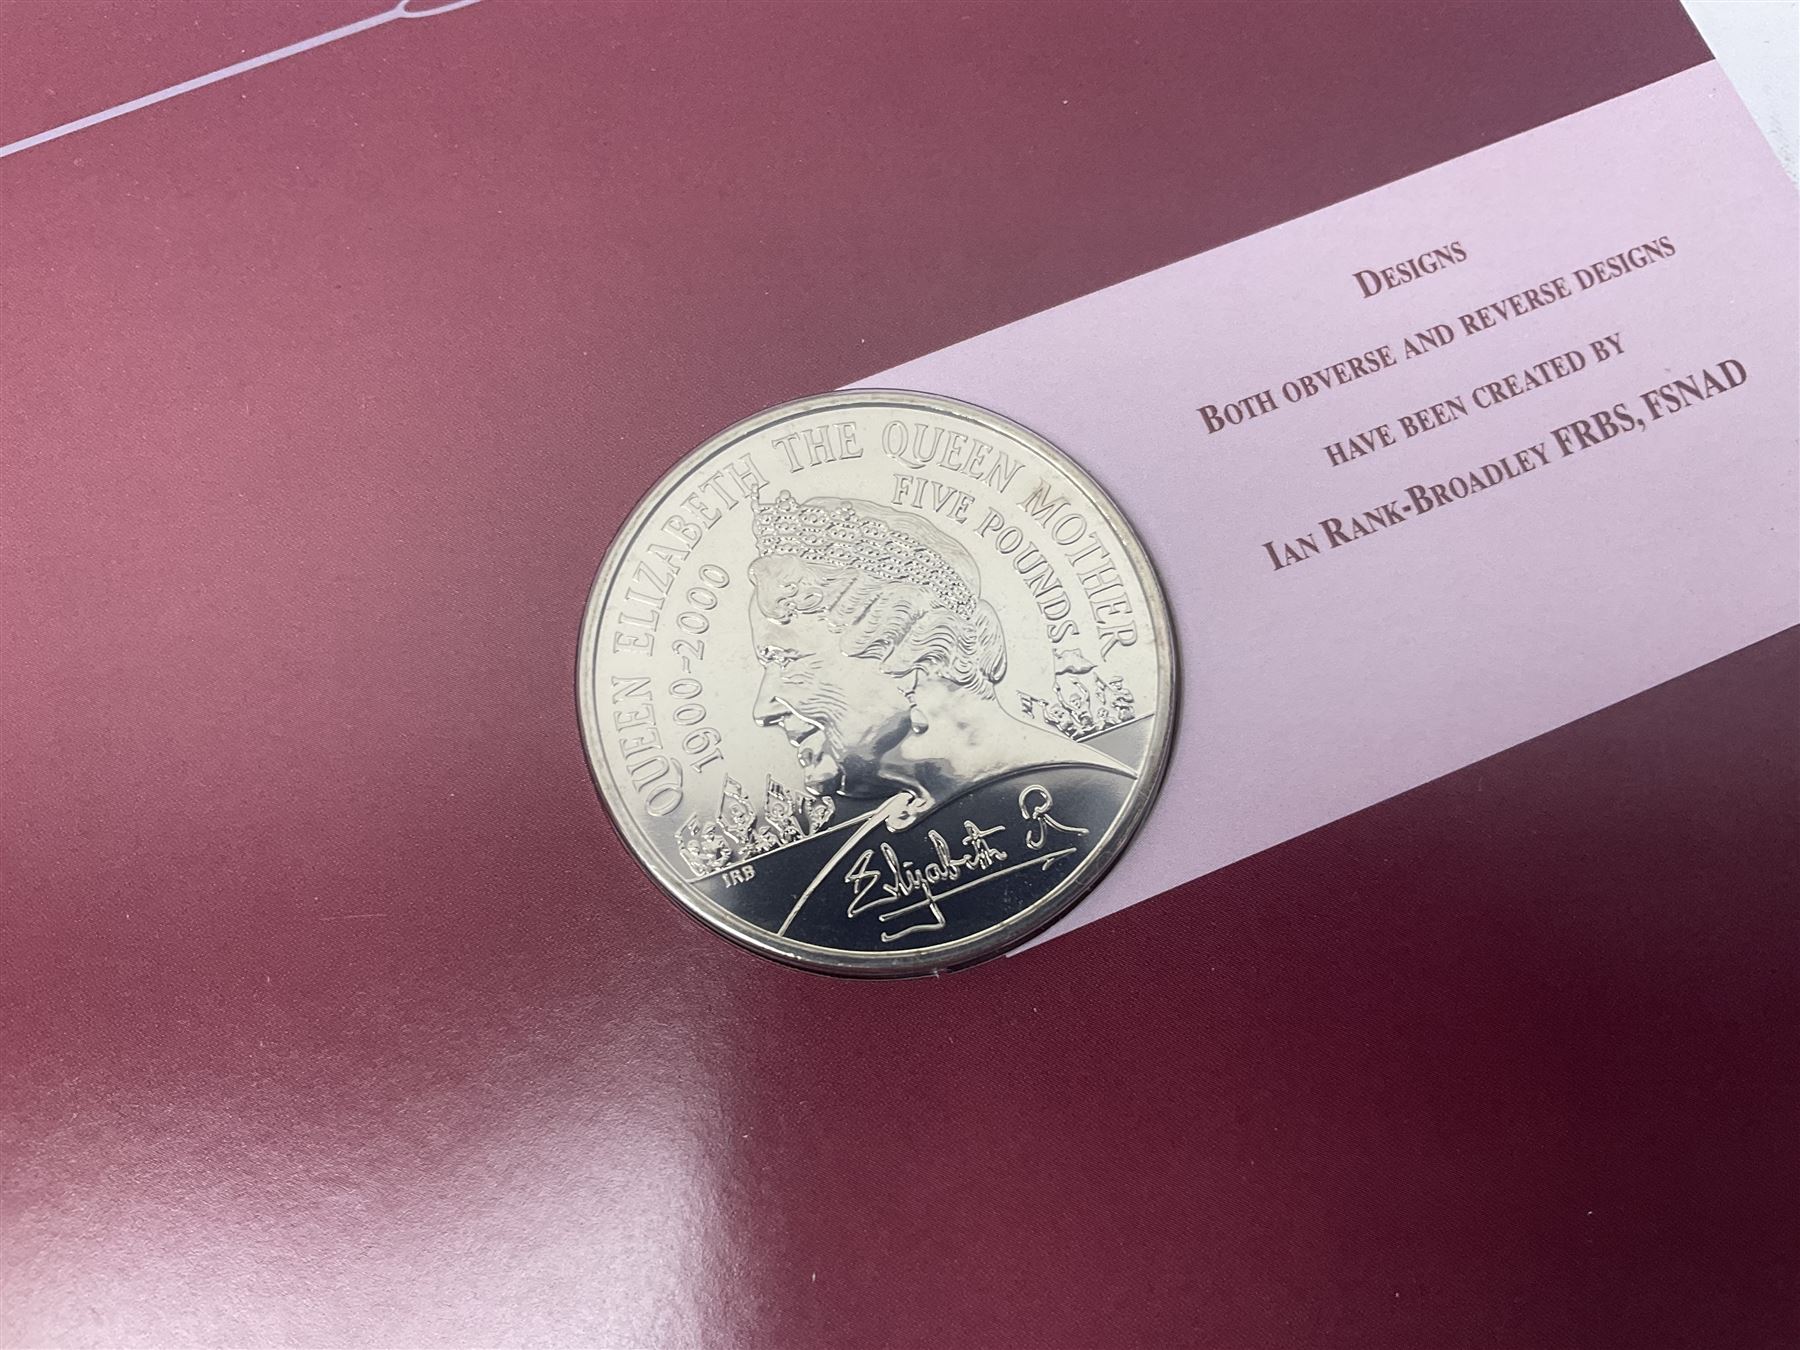 QUEEN ELIZABETH THE QUEEN MOTHER
1900-2000
FIVE POUNDS
IRB
Elizabeth R
DESIGNS
BOTH OBVERSE AND REVERSE DESIGNS
HAVE BEEN CREATED BY
IAN RANK-BROADLEY FRBS, FSNAD